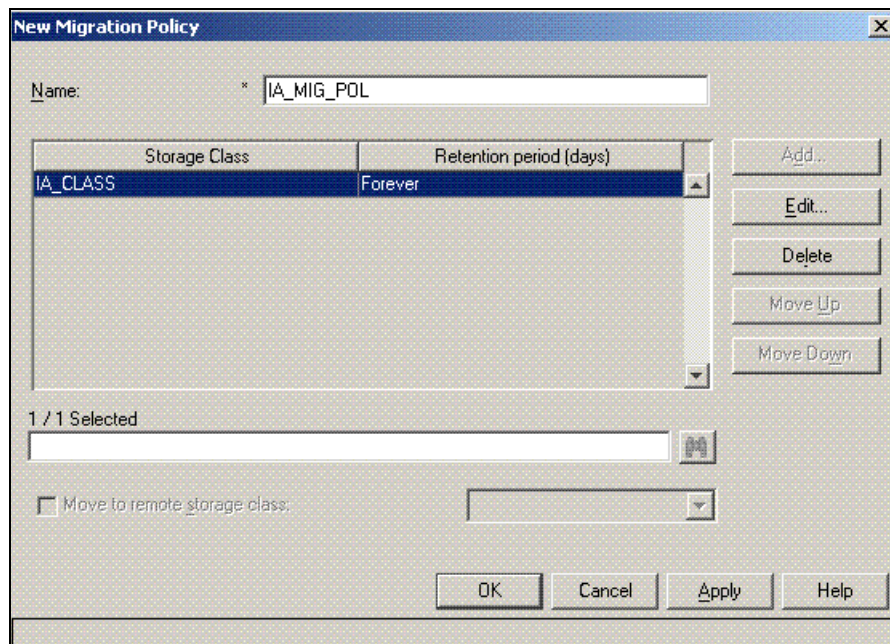 New Migration Policy
Name: * IA_MIG_POL
Storage Class Retention period (days) Add...
IA_CLASS Forever
Edit...
Delete
Move Up
Move Down
1 / 1 Selected
Move to remote storage class:
OK Cancel Apply Help